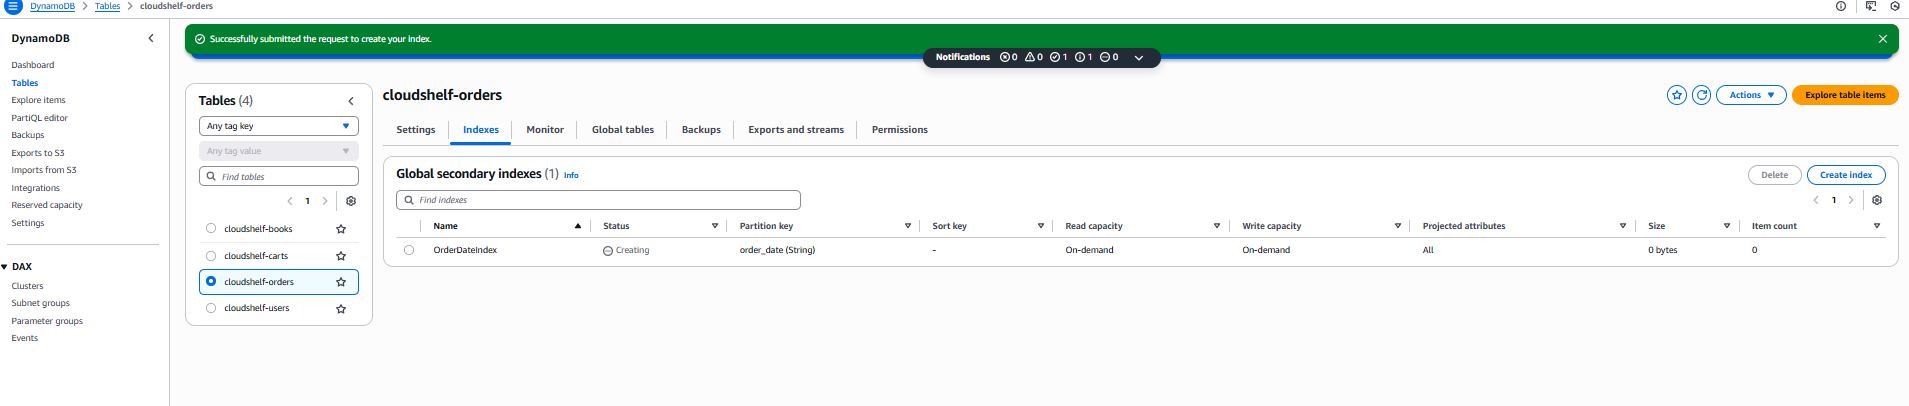 DynamoDB > Tables > cloudshelf-orders
DynamoDB
Dashboard
Tables
Explore items
PartiQL editor
Backups
Exports to S3
Imports from S3
Integrations
Reserved capacity
Settings
DAX
Clusters
Subnet groups
Parameter groups
Events
Successfully submitted the request to create your index.
Notifications 0 0 1 1 0
Tables (4)
Any tag key
Any tag value
Find tables
1
cloudshelf-books
cloudshelf-carts
cloudshelf-orders
cloudshelf-users
cloudshelf-orders
Actions
Explore table items
Settings Indexes Monitor Global tables Backups Exports and streams Permissions
Global secondary indexes (1) Info
Delete Create index
Find indexes
1
Name Status Partition key Sort key Read capacity Write capacity Projected attributes Size Item count
OrderDateIndex Creating order_date (String) - On-demand On-demand All 0 bytes 0